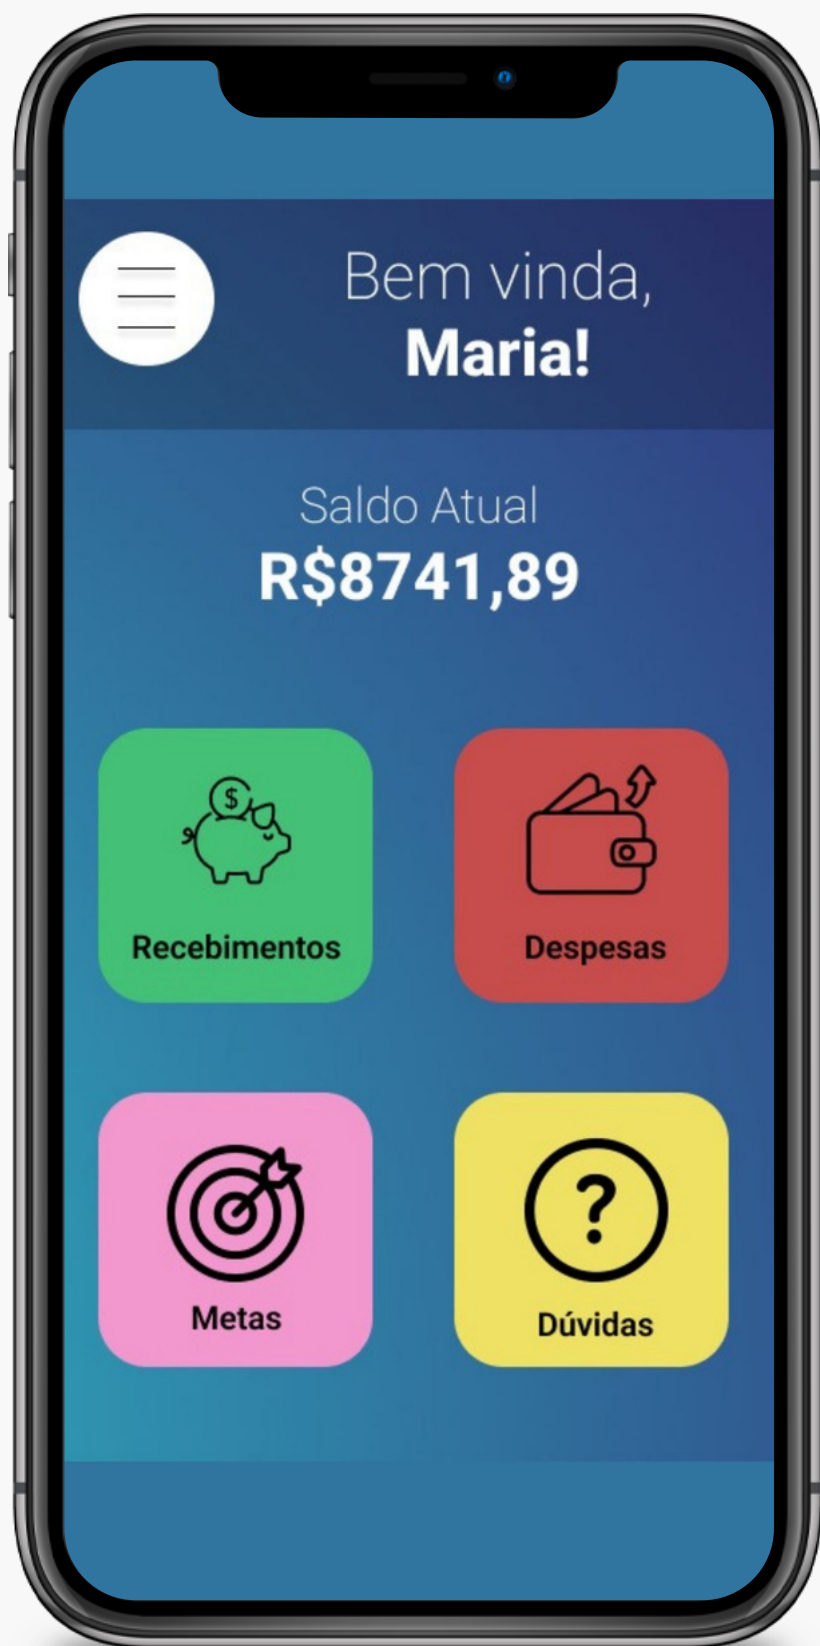 Bem vinda,
Maria!
Saldo Atual
R$8741,89
$
Recebimentos
Despesas
?
Metas
Dúvidas